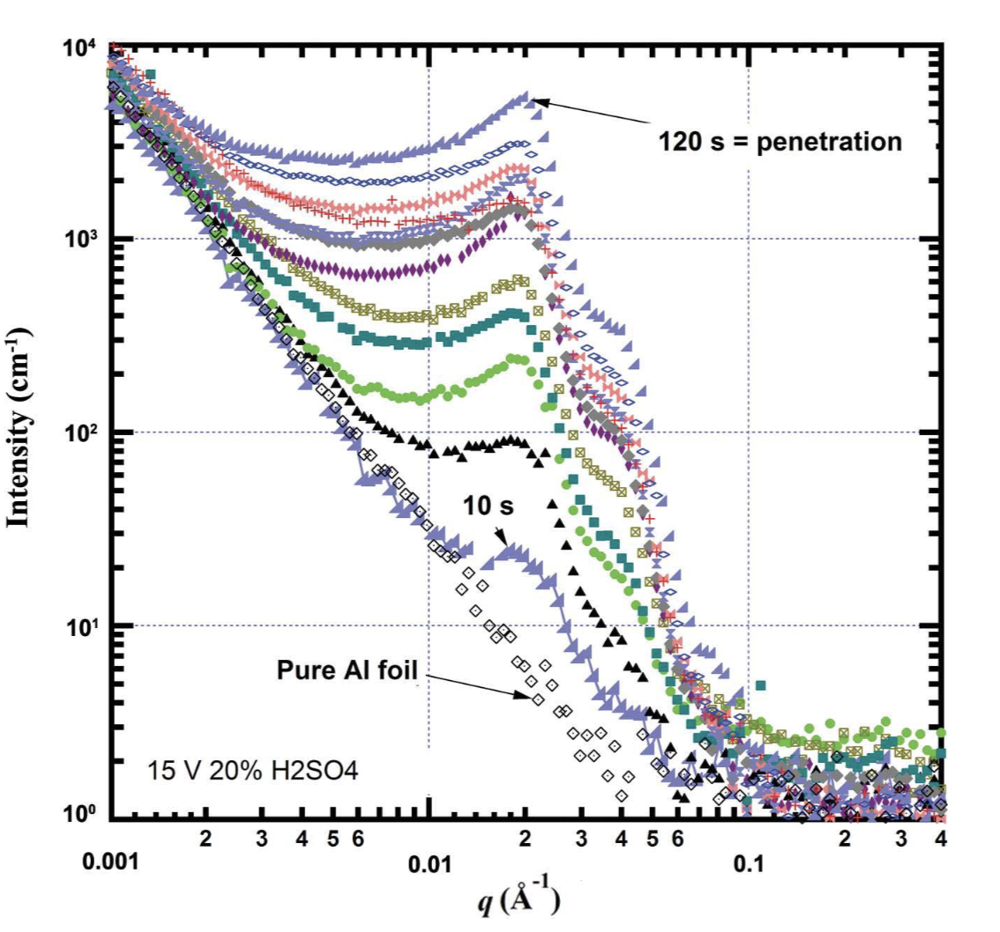 10⁴
120 s = penetration
10³
Intensity (cm⁻¹)
10²
10 s
10¹
Pure Al foil
15 V 20% H2SO4
10⁰
2 3 4 5 6 2 3 4 5 6 2 3 4
0.001 0.01 0.1
q (Å⁻¹)